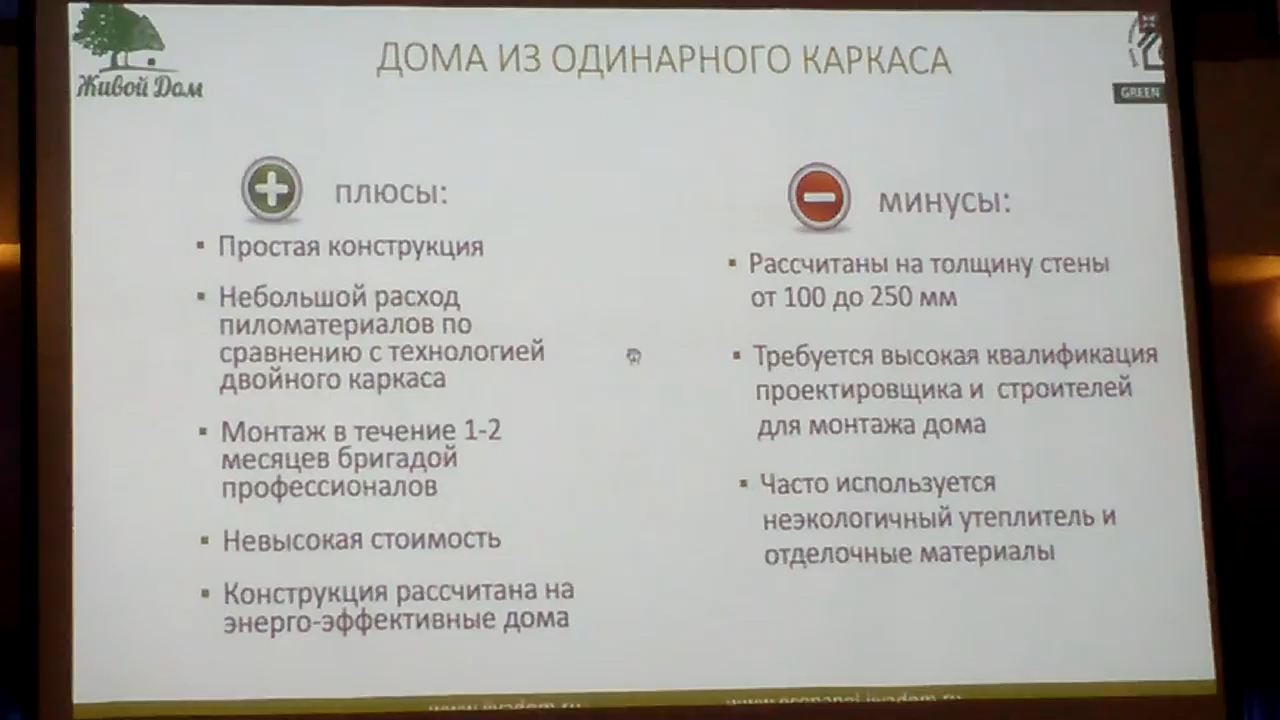 Живой Дом
ДОМА ИЗ ОДИНАРНОГО КАРКАСА
GREEN
плюсы:
Простая конструкция
Небольшой расход
пиломатериалов по
сравнению с технологией
двойного каркаса
Монтаж в течение 1-2
месяцев бригадой
профессионалов
Невысокая стоимость
Конструкция рассчитана на
энерго-эффективные дома
минусы:
Рассчитаны на толщину стены
от 100 до 250 мм
Требуется высокая квалификация
проектировщика и строителей
для монтажа дома
Часто используется
неэкологичный утеплитель и
отделочные материалы